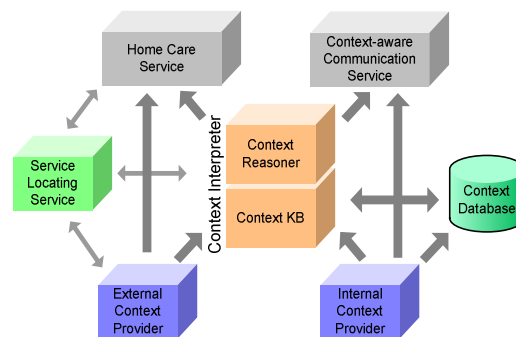 Home Care
Service
Context-aware
Communication
Service
Service
Locating
Service
Context Interpreter
Context
Reasoner
Context KB
Context
Database
External
Context
Provider
Internal
Context
Provider